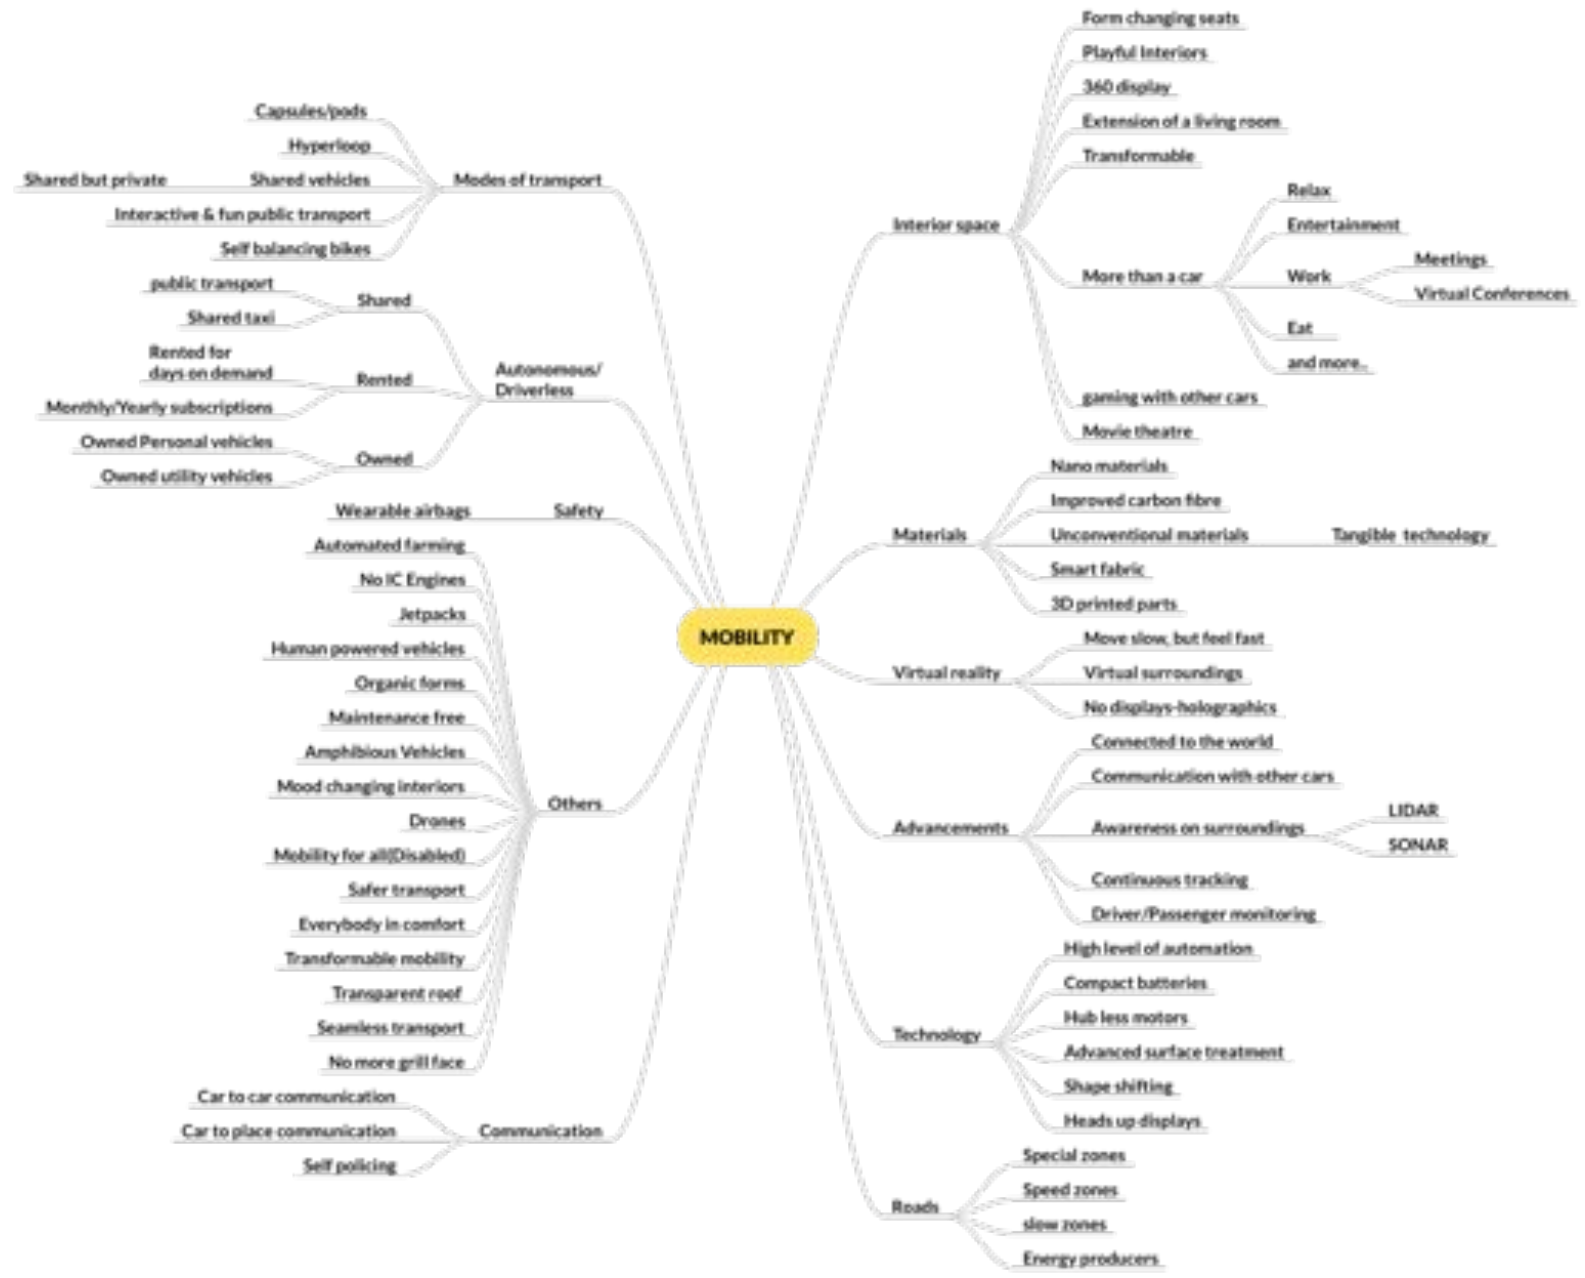 MOBILITY
Modes of transport
Capsules/pods
Hyperloop
Shared vehicles
Shared but private
Interactive & fun public transport
Self balancing bikes
Autonomous/
Driverless
Shared
public transport
Shared taxi
Rented
Rented for
days on demand
Monthly/Yearly subscriptions
Owned
Owned Personal vehicles
Owned utility vehicles
Safety
Wearable airbags
Others
Automated farming
No IC Engines
Jetpacks
Human powered vehicles
Organic forms
Maintenance free
Amphibious Vehicles
Mood changing interiors
Drones
Mobility for all(Disabled)
Safer transport
Everybody in comfort
Transformable mobility
Transparent roof
Seamless transport
No more grill face
Communication
Car to car communication
Car to place communication
Self policing
Interior space
Form changing seats
Playful Interiors
360 display
Extension of a living room
Transformable
More than a car
Relax
Entertainment
Work
Meetings
Virtual Conferences
Eat
and more..
gaming with other cars
Movie theatre
Materials
Nano materials
Improved carbon fibre
Unconventional materials
Tangible technology
Smart fabric
3D printed parts
Virtual reality
Move slow, but feel fast
Virtual surroundings
No displays-holographics
Advancements
Connected to the world
Communication with other cars
Awareness on surroundings
LIDAR
SONAR
Continuous tracking
Driver/Passenger monitoring
Technology
High level of automation
Compact batteries
Hub less motors
Advanced surface treatment
Shape shifting
Heads up displays
Roads
Special zones
Speed zones
slow zones
Energy producers